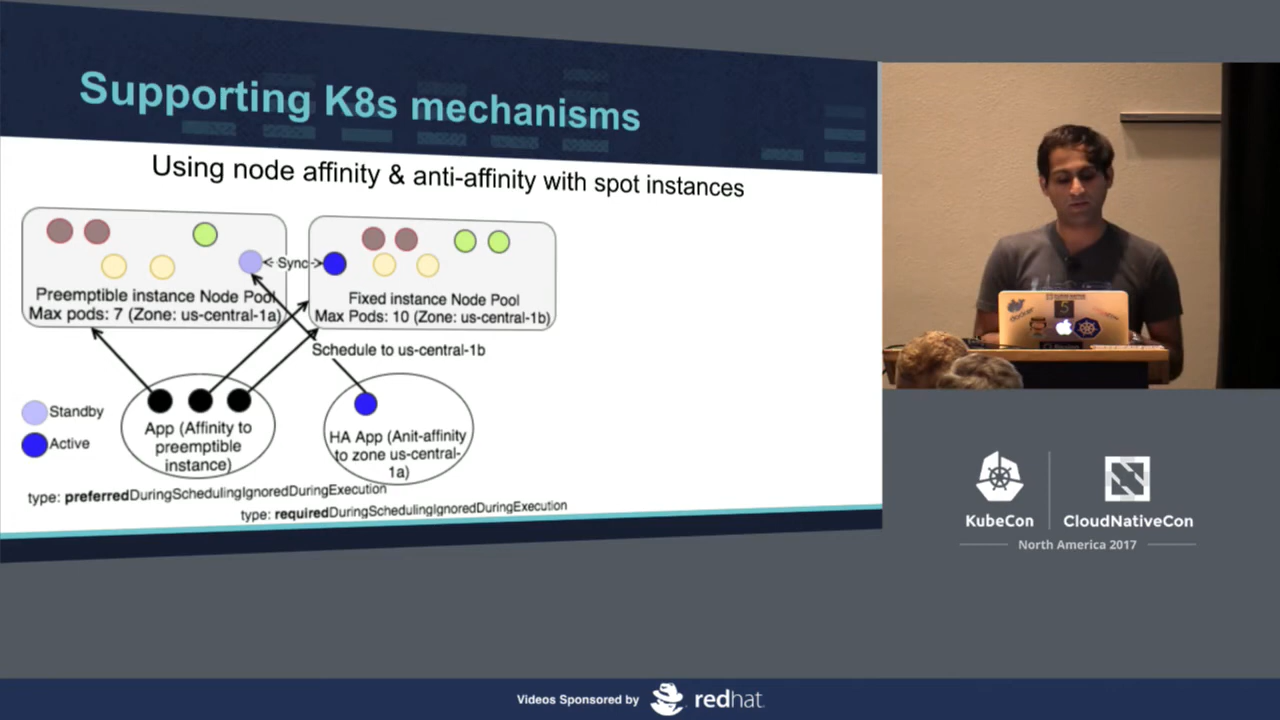 Supporting K8s mechanisms
Using node affinity & anti-affinity with spot instances
Sync
Preemptible instance Node Pool
Max pods: 7 (Zone: us-central-1a)
Fixed instance Node Pool
Max Pods: 10 (Zone: us-central-1b)
Schedule to us-central-1b
Standby
Active
App (Affinity to
preemptible
instance)
HA App (Anit-affinity
to zone us-central-
1a)
type: preferredDuringSchedulingIgnoredDuringExecution
type: requiredDuringSchedulingIgnoredDuringExecution
docker
KubeCon
CloudNativeCon
North America 2017
Videos Sponsored by
redhat